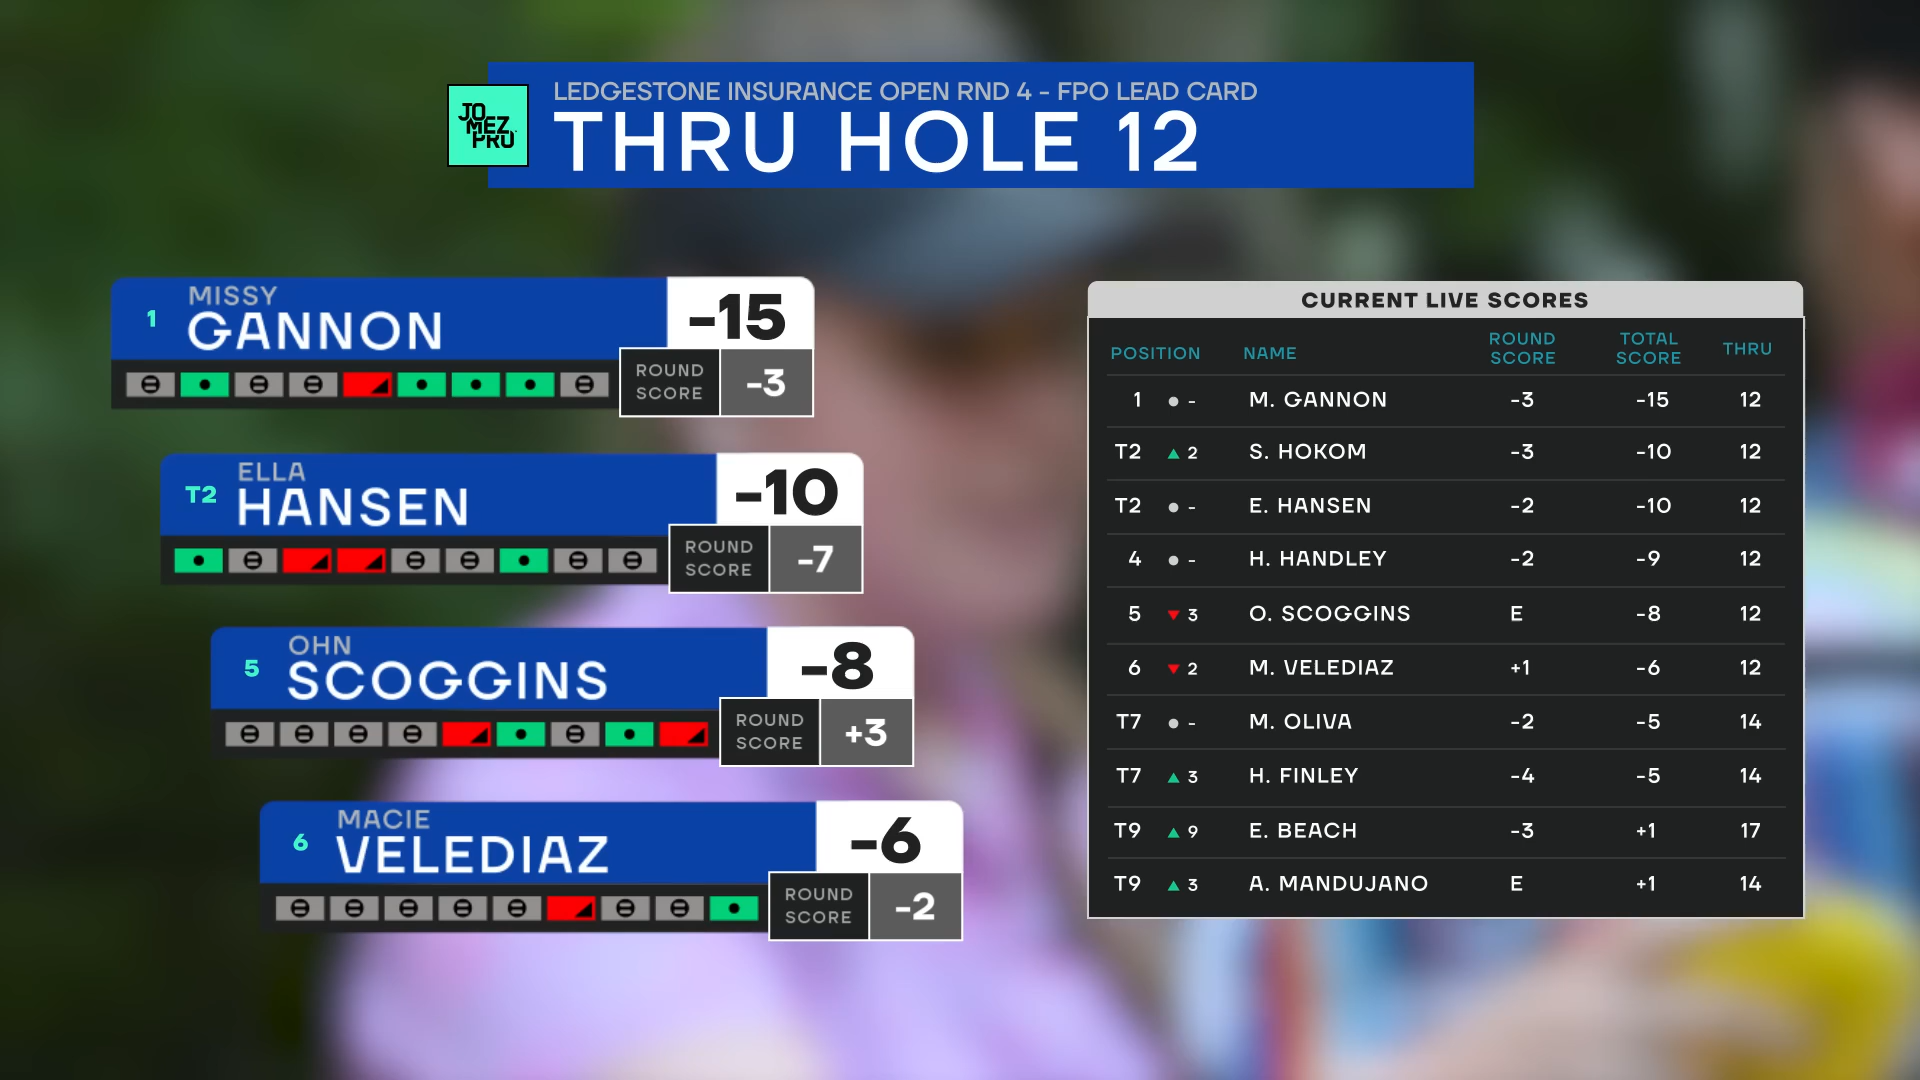 JOMEZ PRO
LEDGESTONE INSURANCE OPEN RND 4 - FPO LEAD CARD
THRU HOLE 12
1 MISSY GANNON -15
ROUND SCORE -3
T2 ELLA HANSEN -10
ROUND SCORE -7
5 OHN SCOGGINS -8
ROUND SCORE +3
6 MACIE VELEDIAZ -6
ROUND SCORE -2
CURRENT LIVE SCORES
POSITION NAME ROUND SCORE TOTAL SCORE THRU
1 - M. GANNON -3 -15 12
T2 2 S. HOKOM -3 -10 12
T2 - E. HANSEN -2 -10 12
4 - H. HANDLEY -2 -9 12
5 3 O. SCOGGINS E -8 12
6 2 M. VELEDIAZ +1 -6 12
T7 - M. OLIVA -2 -5 14
T7 3 H. FINLEY -4 -5 14
T9 9 E. BEACH -3 +1 17
T9 3 A. MANDUJANO E +1 14